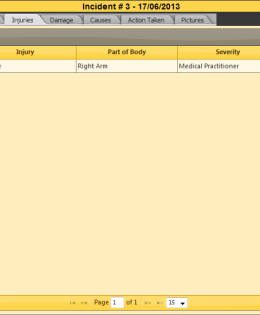 Incident # 3 - 17/06/2013
Injuries Damage Causes Action Taken Pictures
Injury Part of Body Severity
Right Arm Medical Practitioner
Page 1 of 1 15